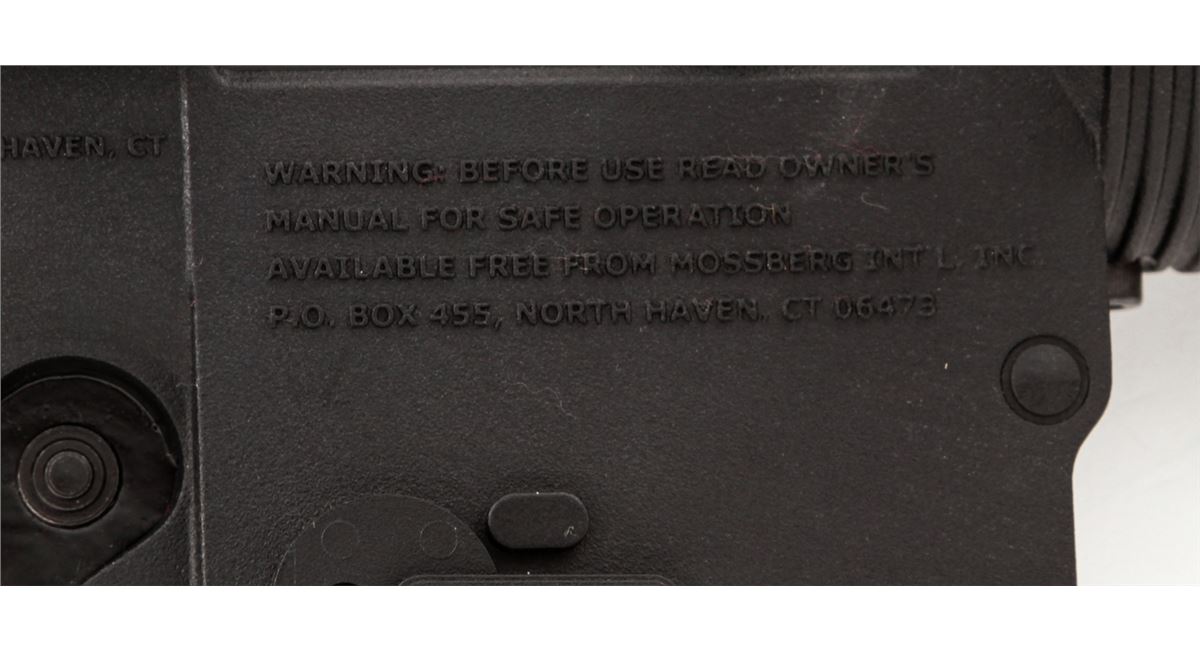 HAVEN, CT
WARNING: BEFORE USE READ OWNER'S
MANUAL FOR SAFE OPERATION
AVAILABLE FREE FROM MOSSBERG INT'L, INC.
P.O. BOX 455, NORTH HAVEN, CT 06473